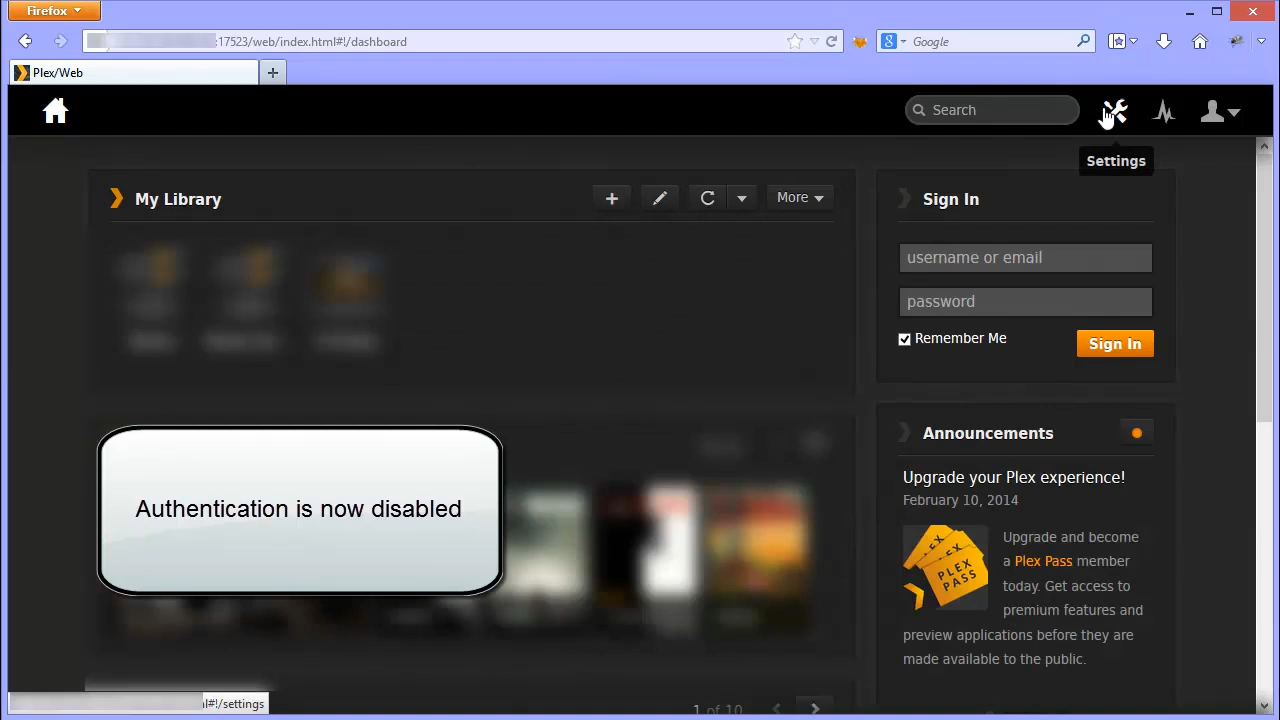 Firefox
:17523/web/index.html#!/dashboard
Google
Plex/Web
Search
Settings
My Library
More
Sign In
username or email
password
Remember Me
Sign In
Authentication is now disabled
Announcements
Upgrade your Plex experience!
February 10, 2014
PLEX
PASS
Upgrade and become
a Plex Pass member
today. Get access to
premium features and
preview applications before they are
made available to the public.
l#!/settings
1 of 10